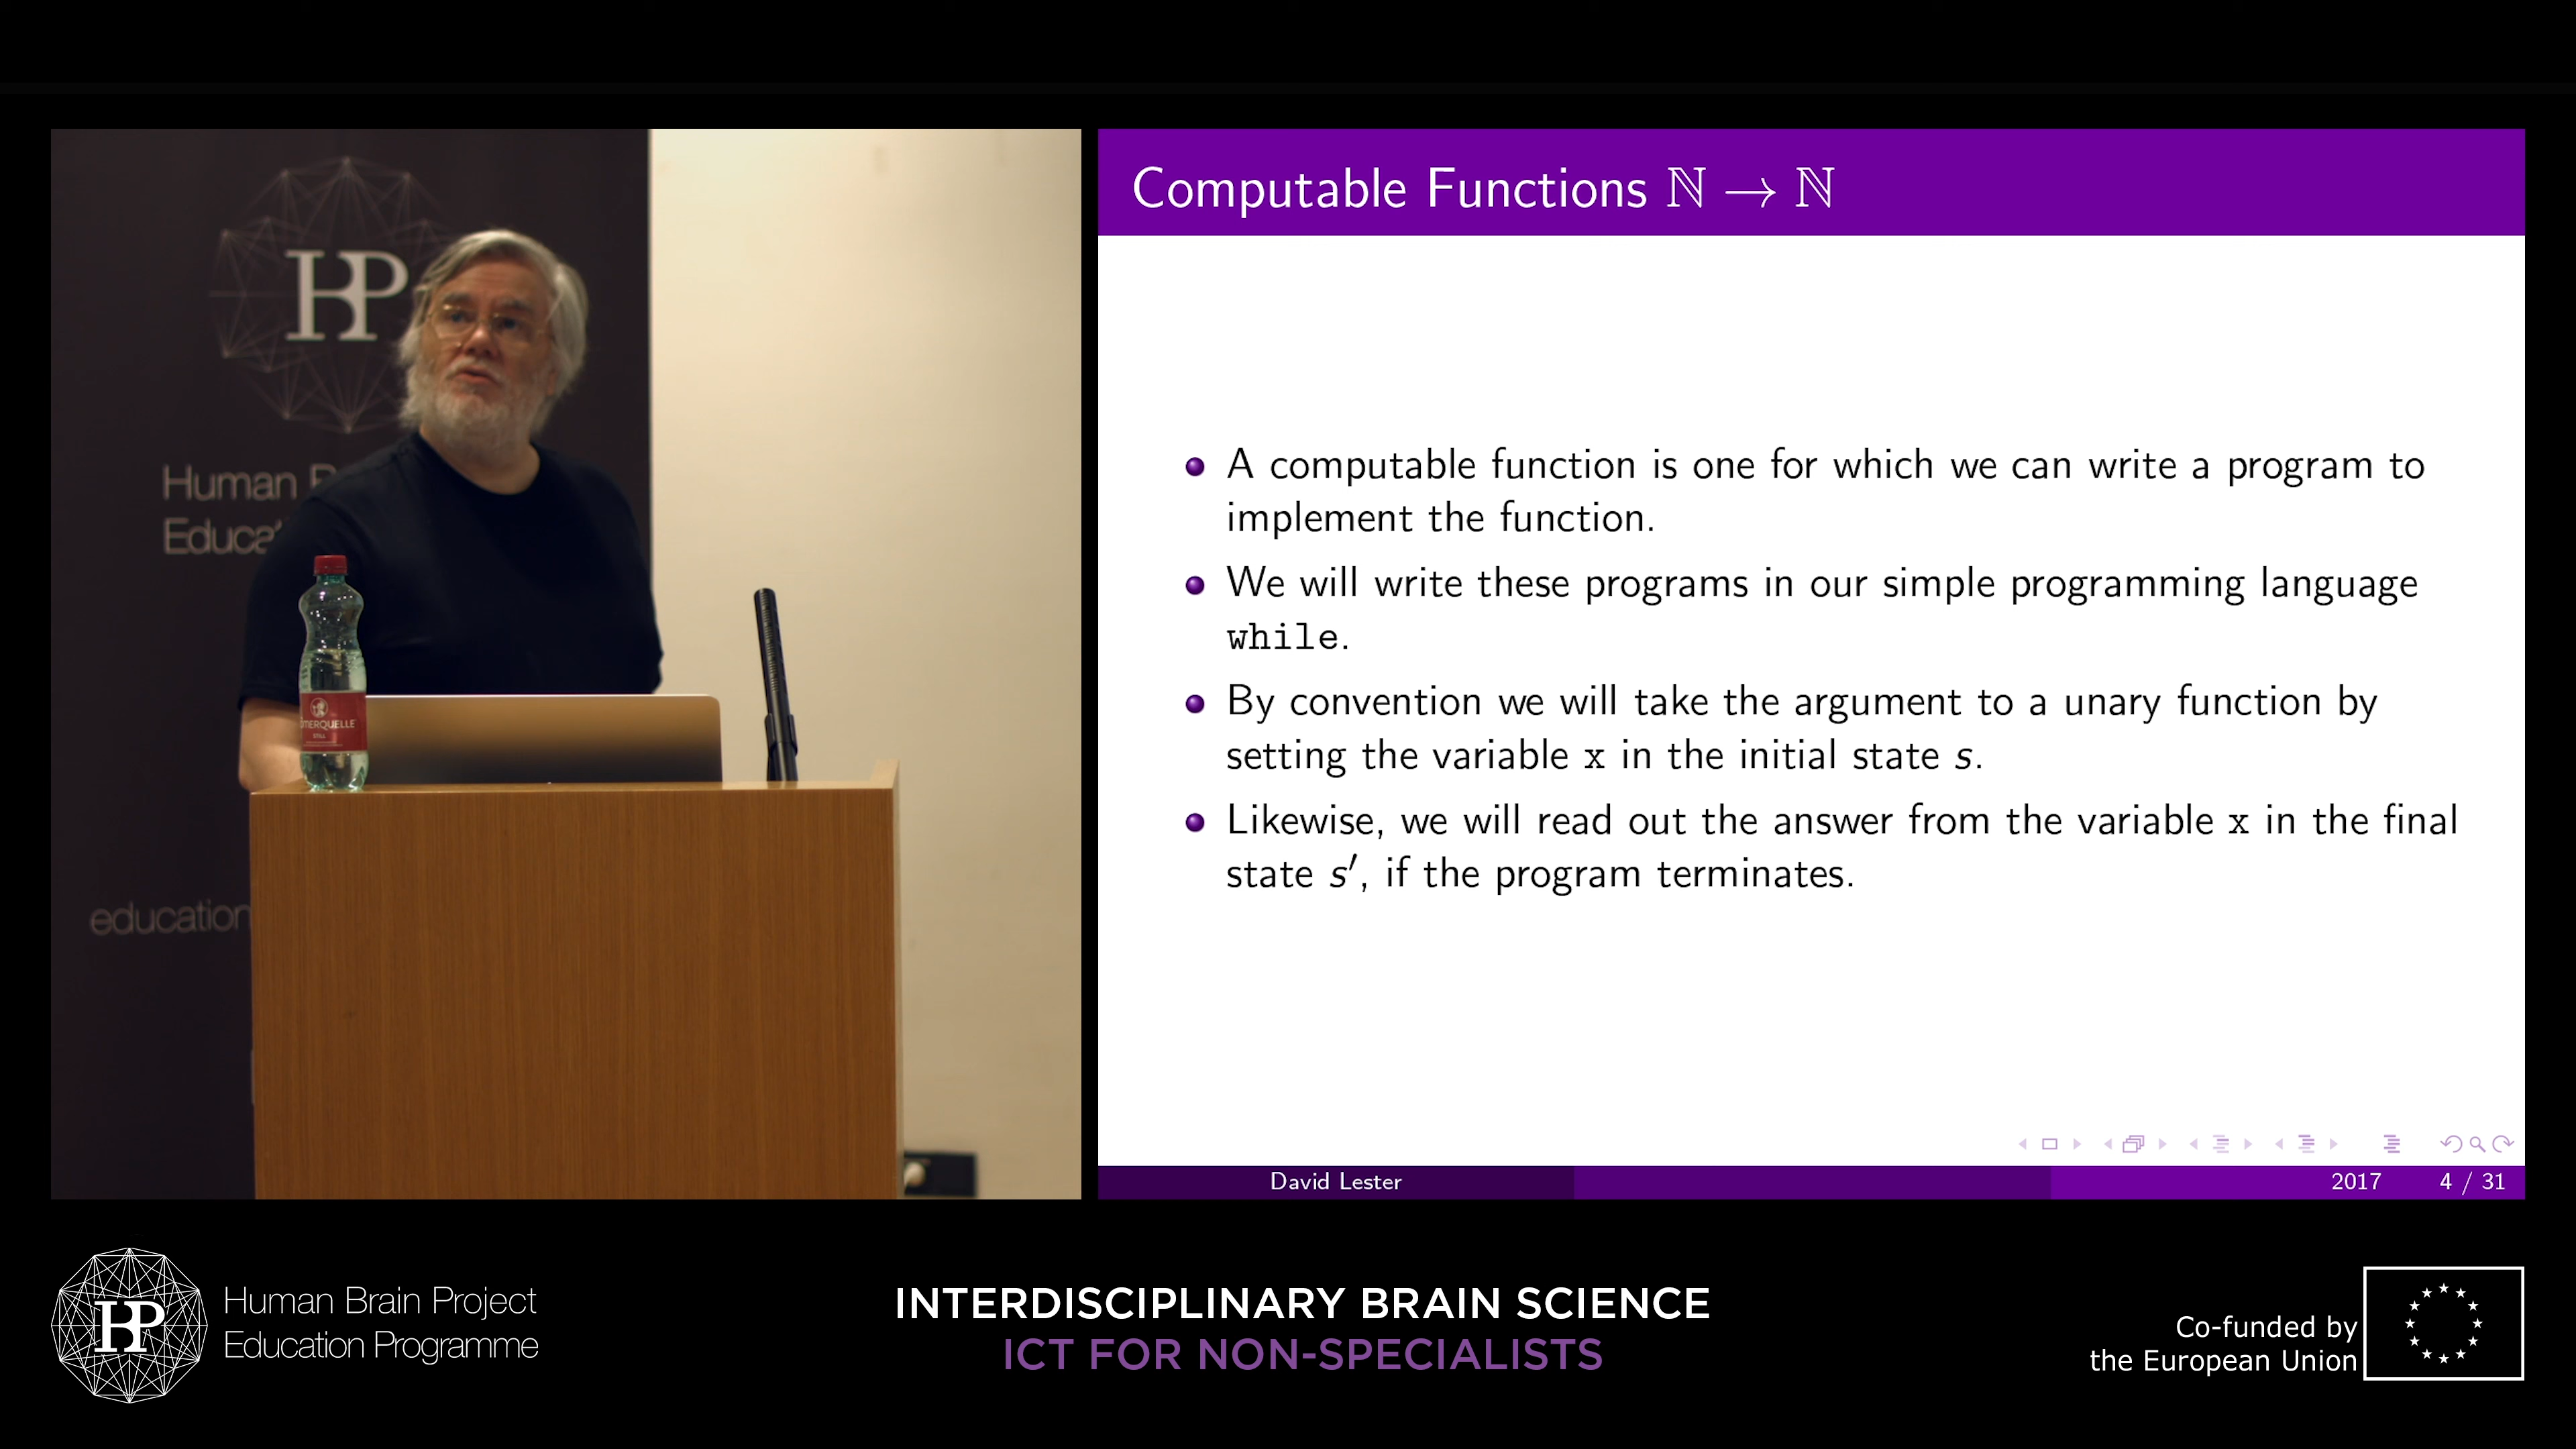 HP
Human
Educa
education
OMERQUELLE
STILL
Computable Functions ℕ → ℕ
A computable function is one for which we can write a program to
implement the function.
We will write these programs in our simple programming language
while.
By convention we will take the argument to a unary function by
setting the variable x in the initial state s.
Likewise, we will read out the answer from the variable x in the final
state s′, if the program terminates.
David Lester
2017
4 / 31
HP
Human Brain Project
Education Programme
INTERDISCIPLINARY BRAIN SCIENCE
ICT FOR NON-SPECIALISTS
Co-funded by
the European Union